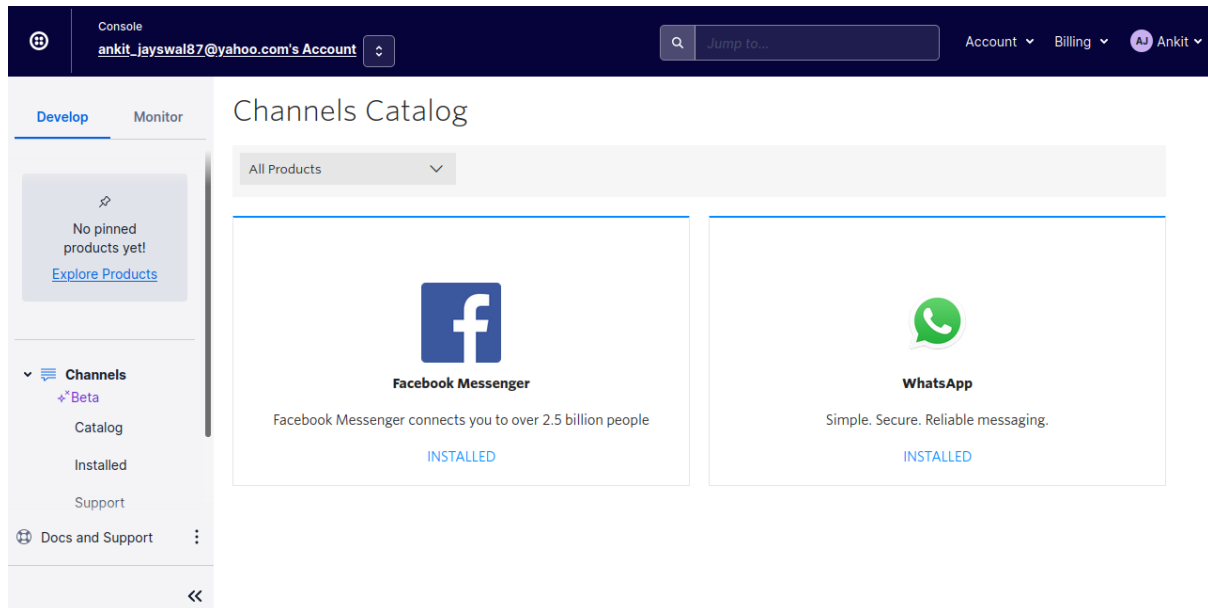 Console
ankit_jayswal87@yahoo.com's Account
Jump to...
Account
Billing
AJ Ankit
Develop
Monitor
No pinned
products yet!
Explore Products
Channels
Beta
Catalog
Installed
Support
Docs and Support
Channels Catalog
All Products
Facebook Messenger
Facebook Messenger connects you to over 2.5 billion people
INSTALLED
WhatsApp
Simple. Secure. Reliable messaging.
INSTALLED